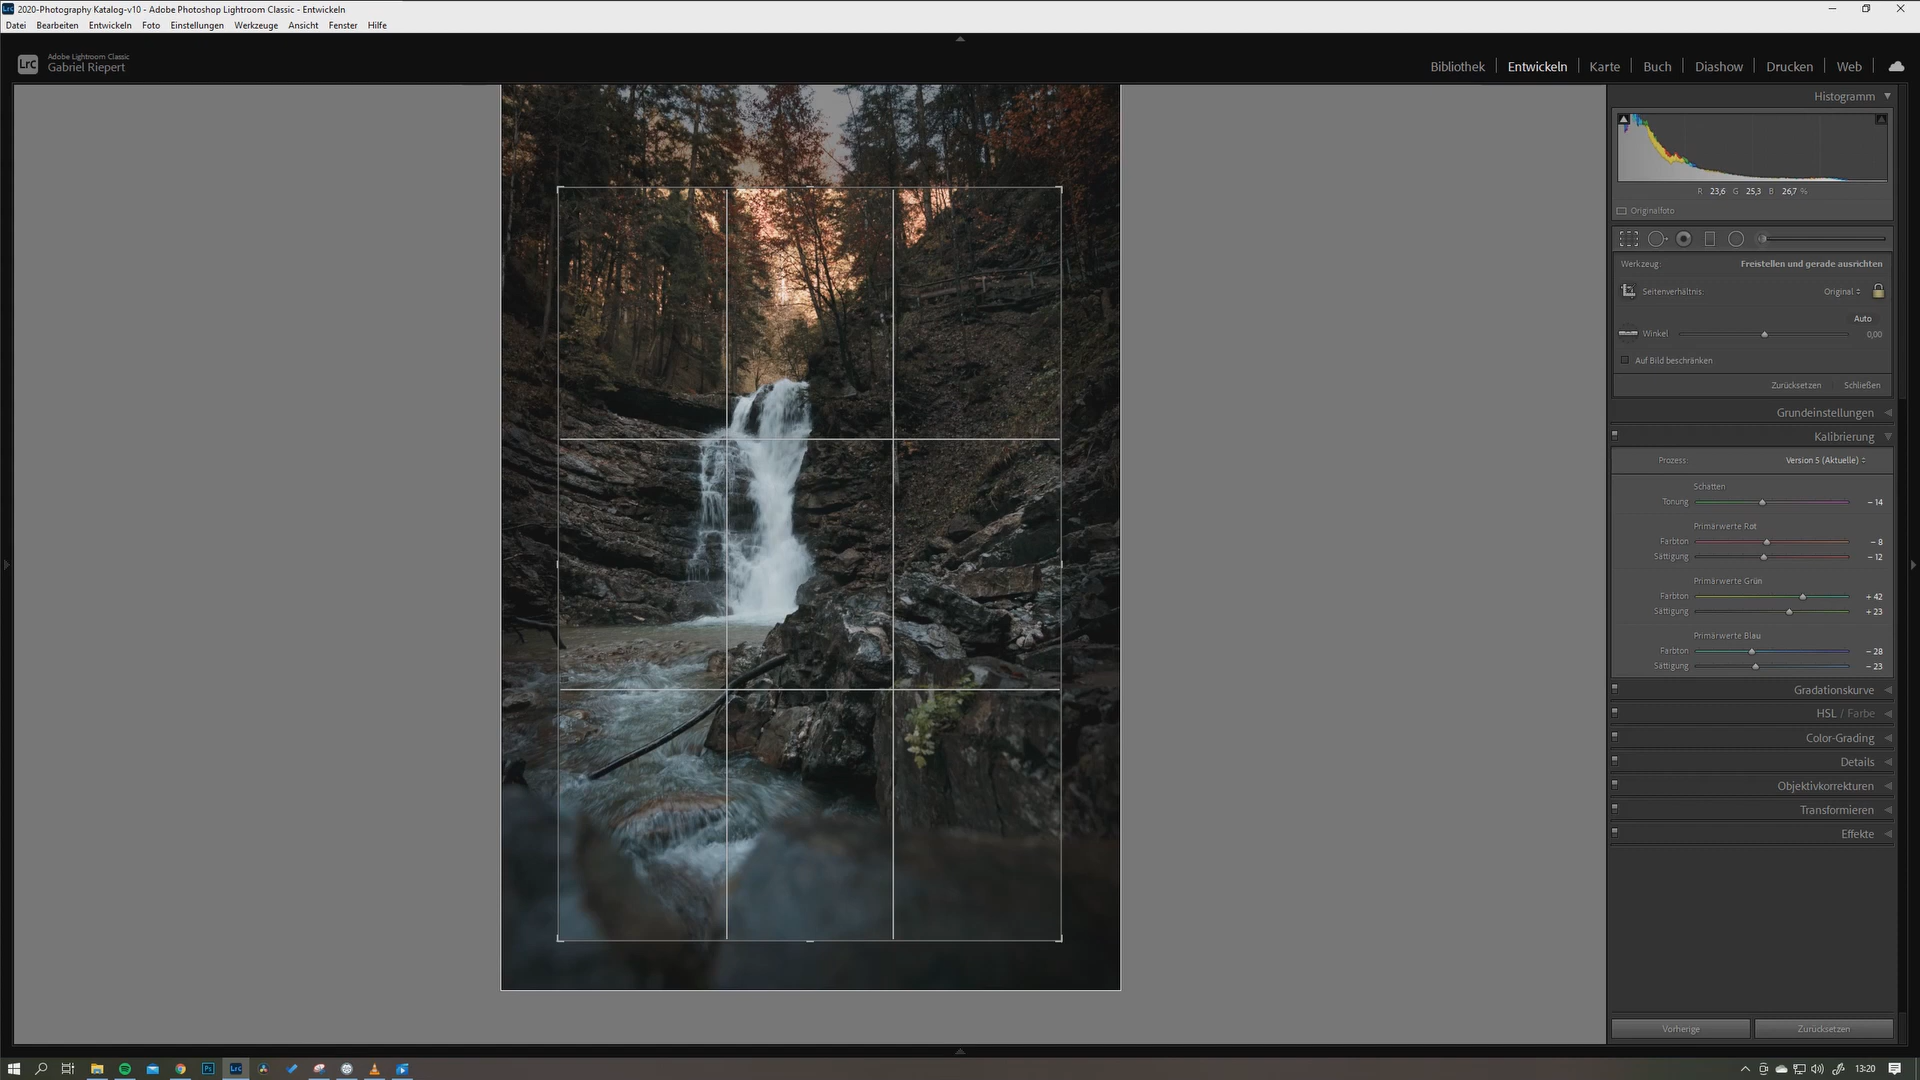 2020-Photography Katalog-v10 - Adobe Photoshop Lightroom Classic - Entwickeln
Datei Bearbeiten Entwickeln Foto Einstellungen Werkzeuge Ansicht Fenster Hilfe
LrC
Adobe Lightroom Classic
Gabriel Riepert
Bibliothek Entwickeln Karte Buch Diashow Drucken Web
Histogramm
R 23,6 G 25,3 B 26,7 %
Originalfoto
Werkzeug: Freistellen und gerade ausrichten
Seitenverhältnis: Original
Auto
Winkel 0,00
Auf Bild beschränken
Zurücksetzen Schließen
Grundeinstellungen
Kalibrierung
Prozess: Version 5 (Aktuelle)
Schatten
Tonung - 14
Primärwerte Rot
Farbton - 8
Sättigung - 12
Primärwerte Grün
Farbton + 42
Sättigung + 23
Primärwerte Blau
Farbton - 28
Sättigung - 23
Gradationskurve
HSL / Farbe
Color-Grading
Details
Objektivkorrekturen
Transformieren
Effekte
Vorherige Zurücksetzen
Ps LrC
13:20